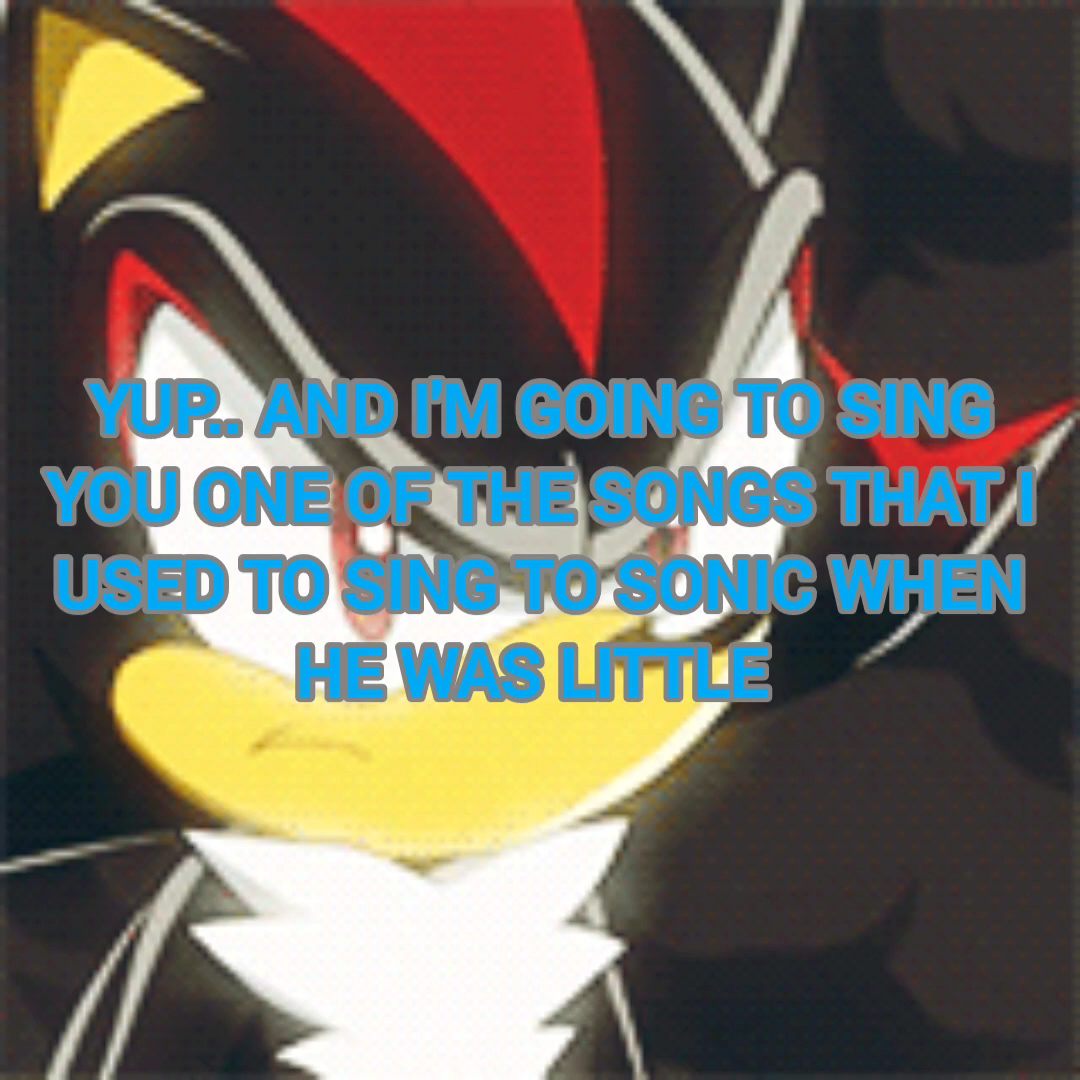 YUP.. AND I'M GOING TO SING
YOU ONE OF THE SONGS THAT I
USED TO SING TO SONIC WHEN
HE WAS LITTLE